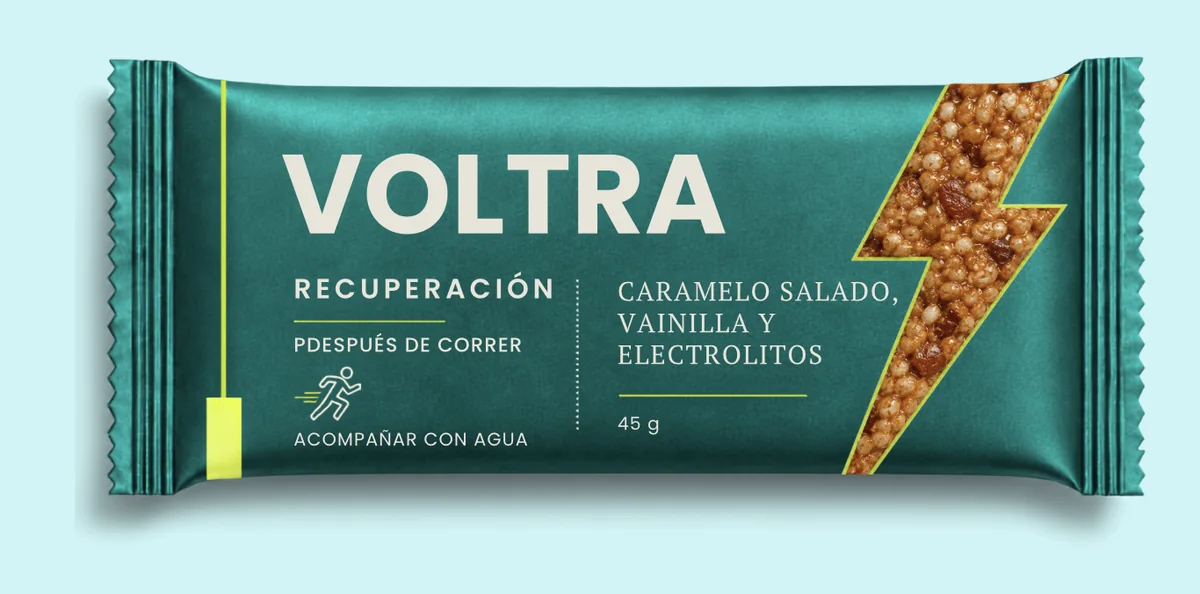 VOLTRA
RECUPERACIÓN
PDESPUÉS DE CORRER
ACOMPAÑAR CON AGUA
CARAMELO SALADO,
VAINILLA Y
ELECTROLITOS
45 g